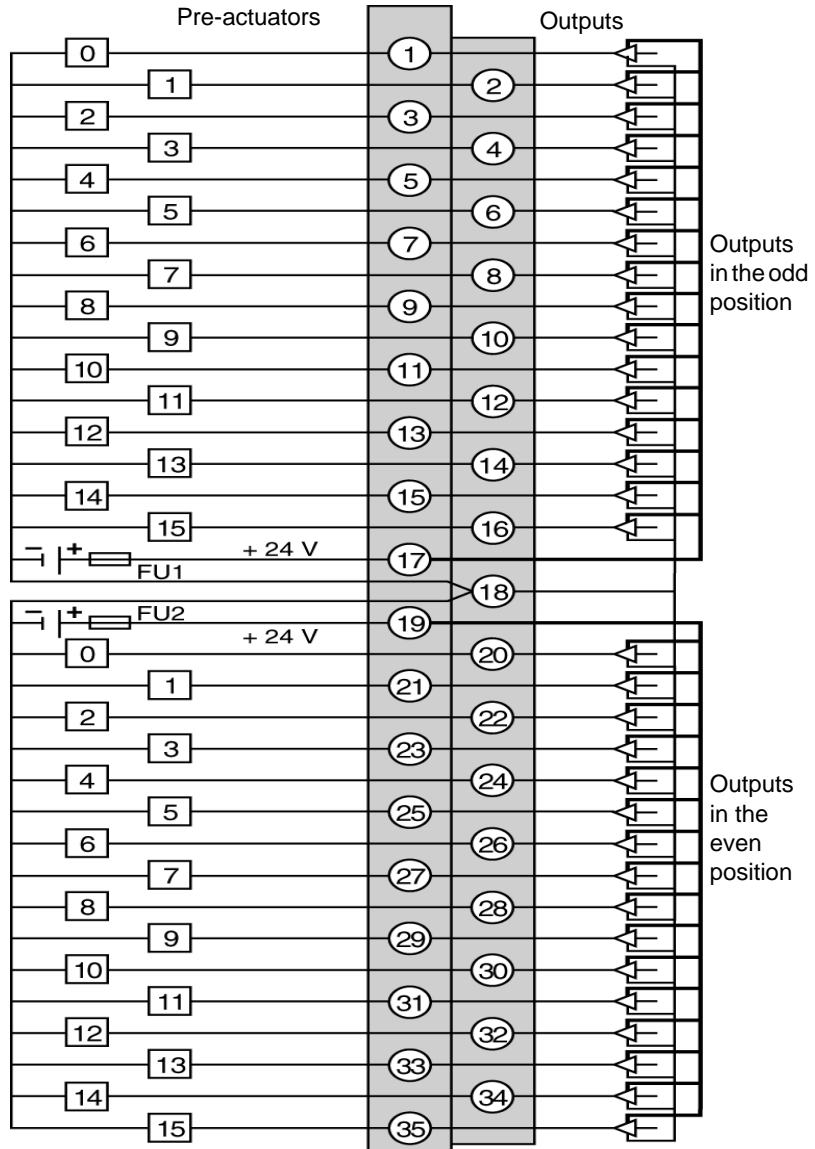 Pre-actuators Outputs
0 1
1 2
2 3
3 4
4 5
5 6
6 7
7 8
8 9
9 10
10 11
11 12
12 13
13 14
14 15
15 16
Outputs
in the odd
position
− + + 24 V 17
FU1
18
− + FU2 19
+ 24 V
0 20
1 21
2 22
3 23
4 24
5 25
6 26
7 27
8 28
9 29
10 30
11 31
12 32
13 33
14 34
15 35
Outputs
in the
even
position